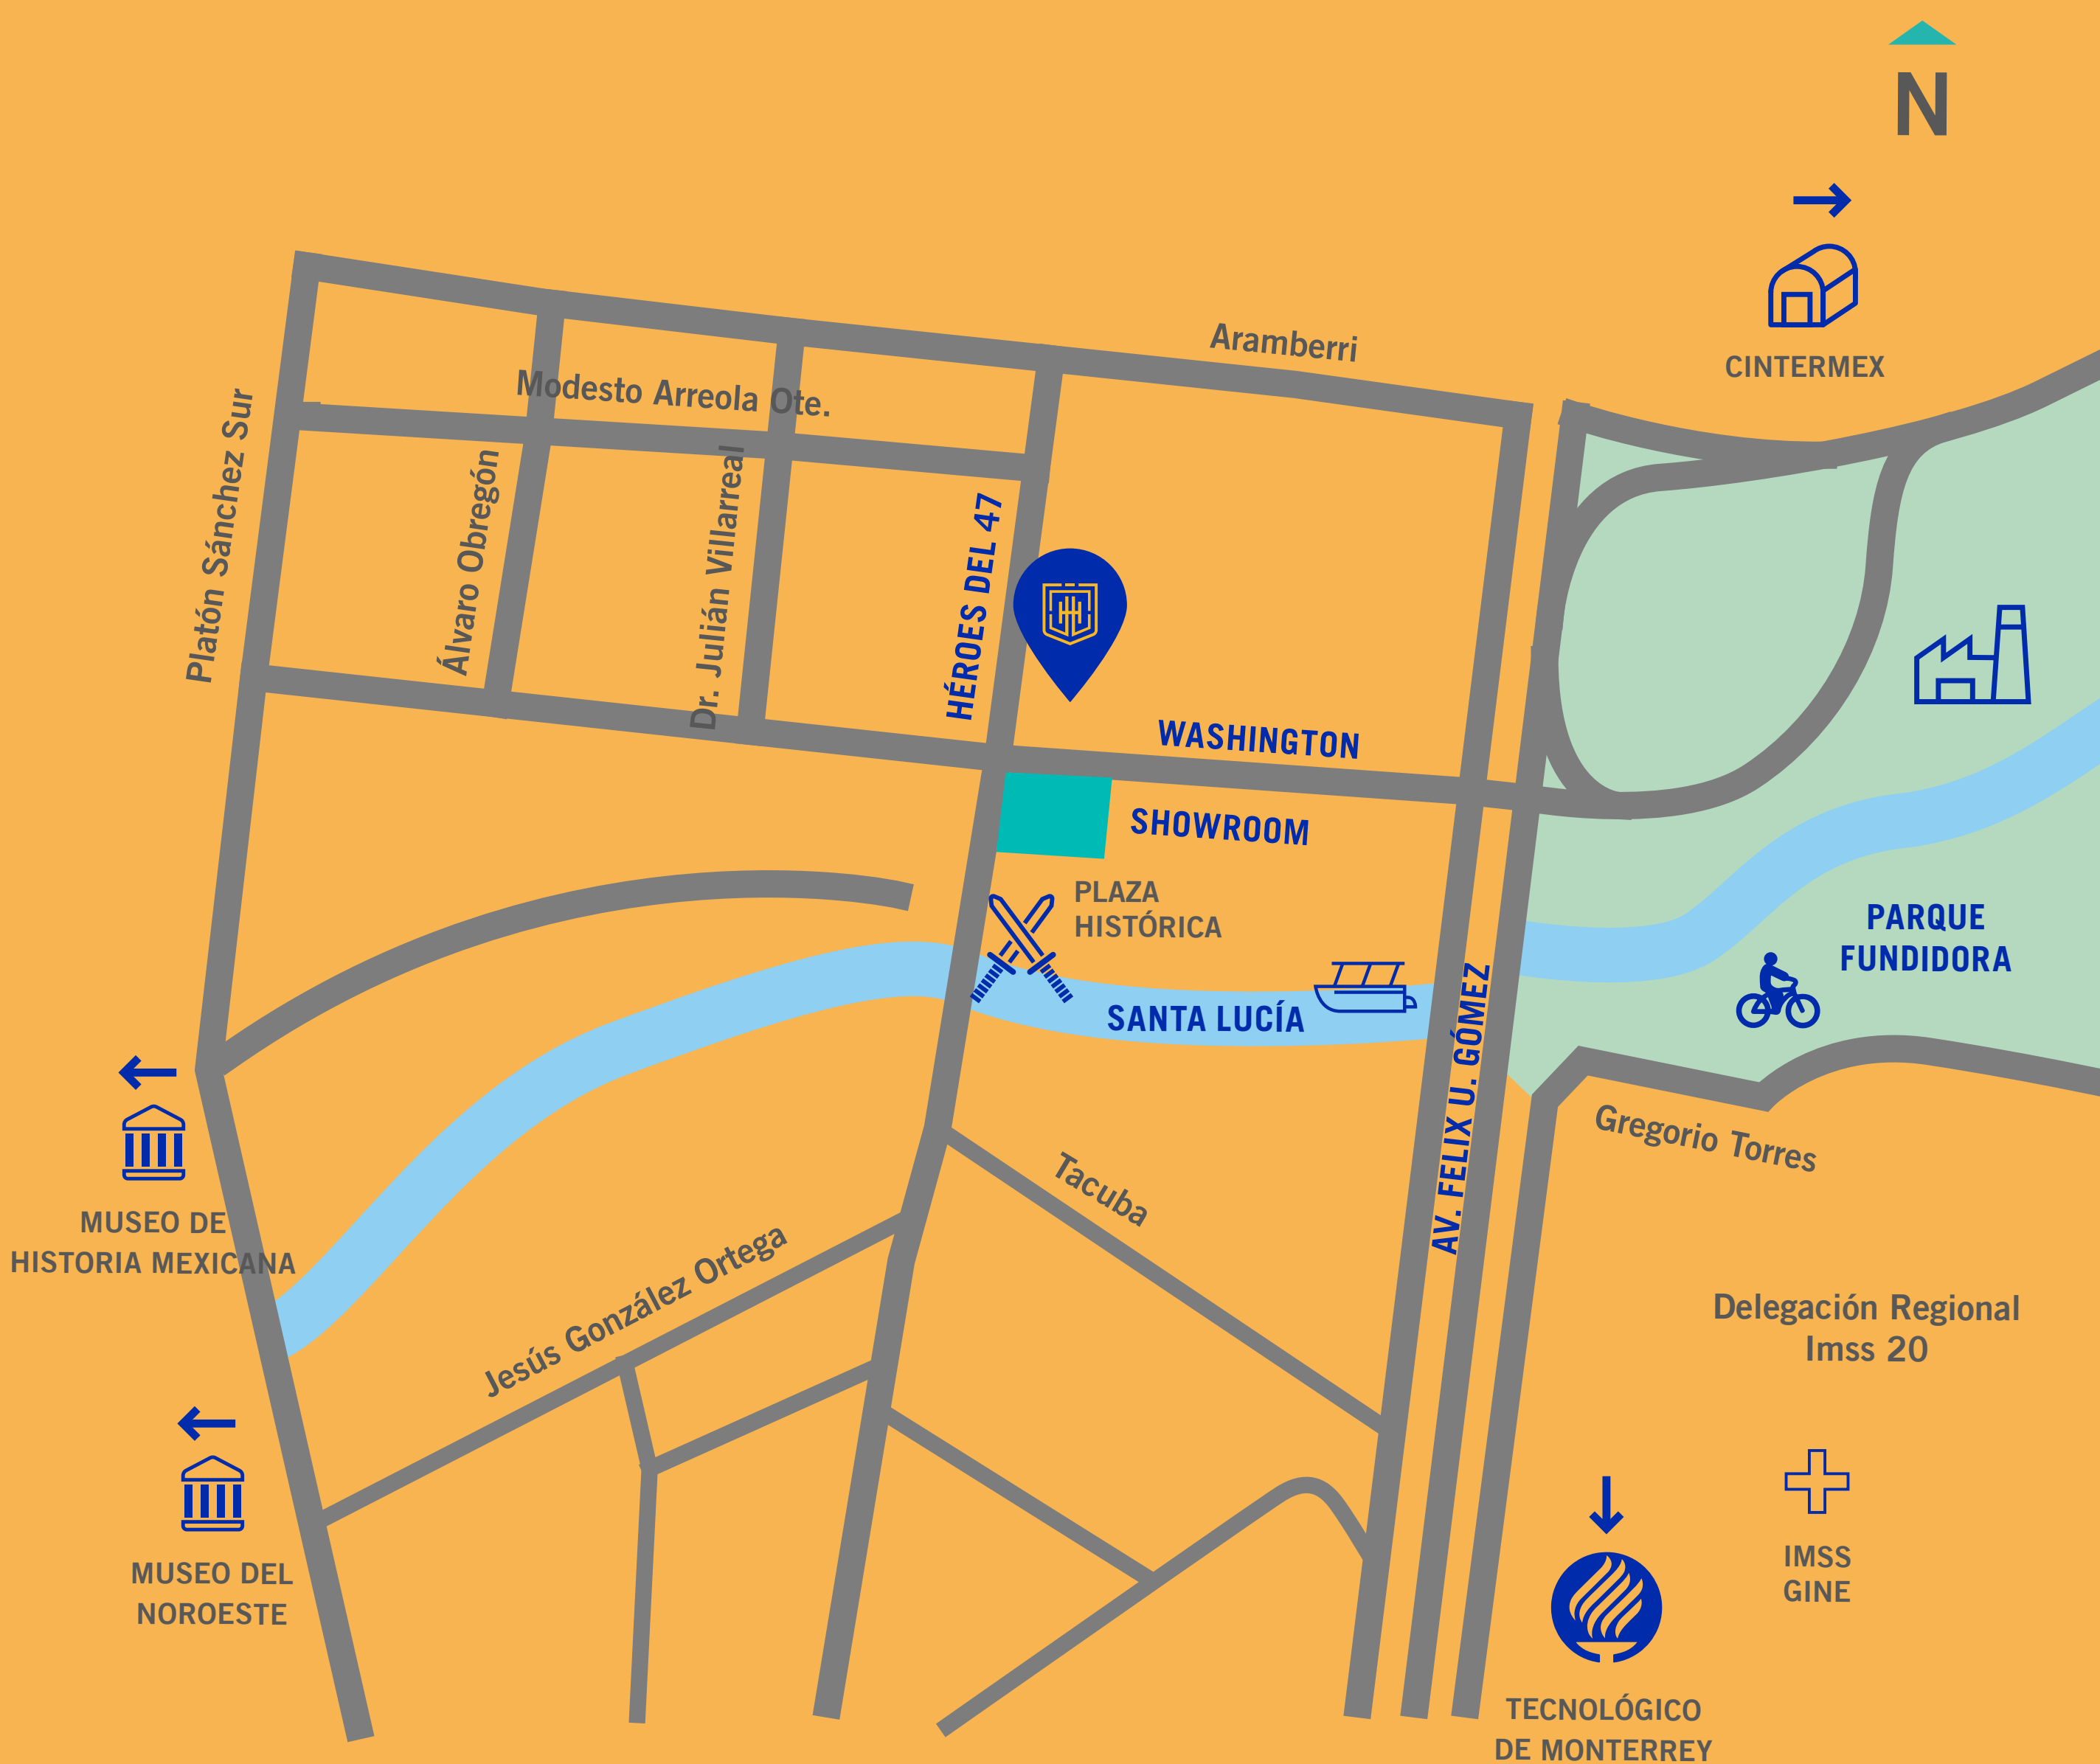 N
CINTERMEX
Aramberri
Modesto Arreola Ote.
Platón Sánchez Sur
Álvaro Obregón
Dr. Julián Villarreal
HÉROES DEL 47
WASHINGTON
SHOWROOM
PLAZA
HISTÓRICA
SANTA LUCÍA
AV. FELIX U. GÓMEZ
PARQUE
FUNDIDORA
Gregorio Torres
Tacuba
MUSEO DE
HISTORIA MEXICANA
Jesús González Ortega
Delegación Regional
Imss 20
MUSEO DEL
NOROESTE
IMSS
GINE
TECNOLÓGICO
DE MONTERREY